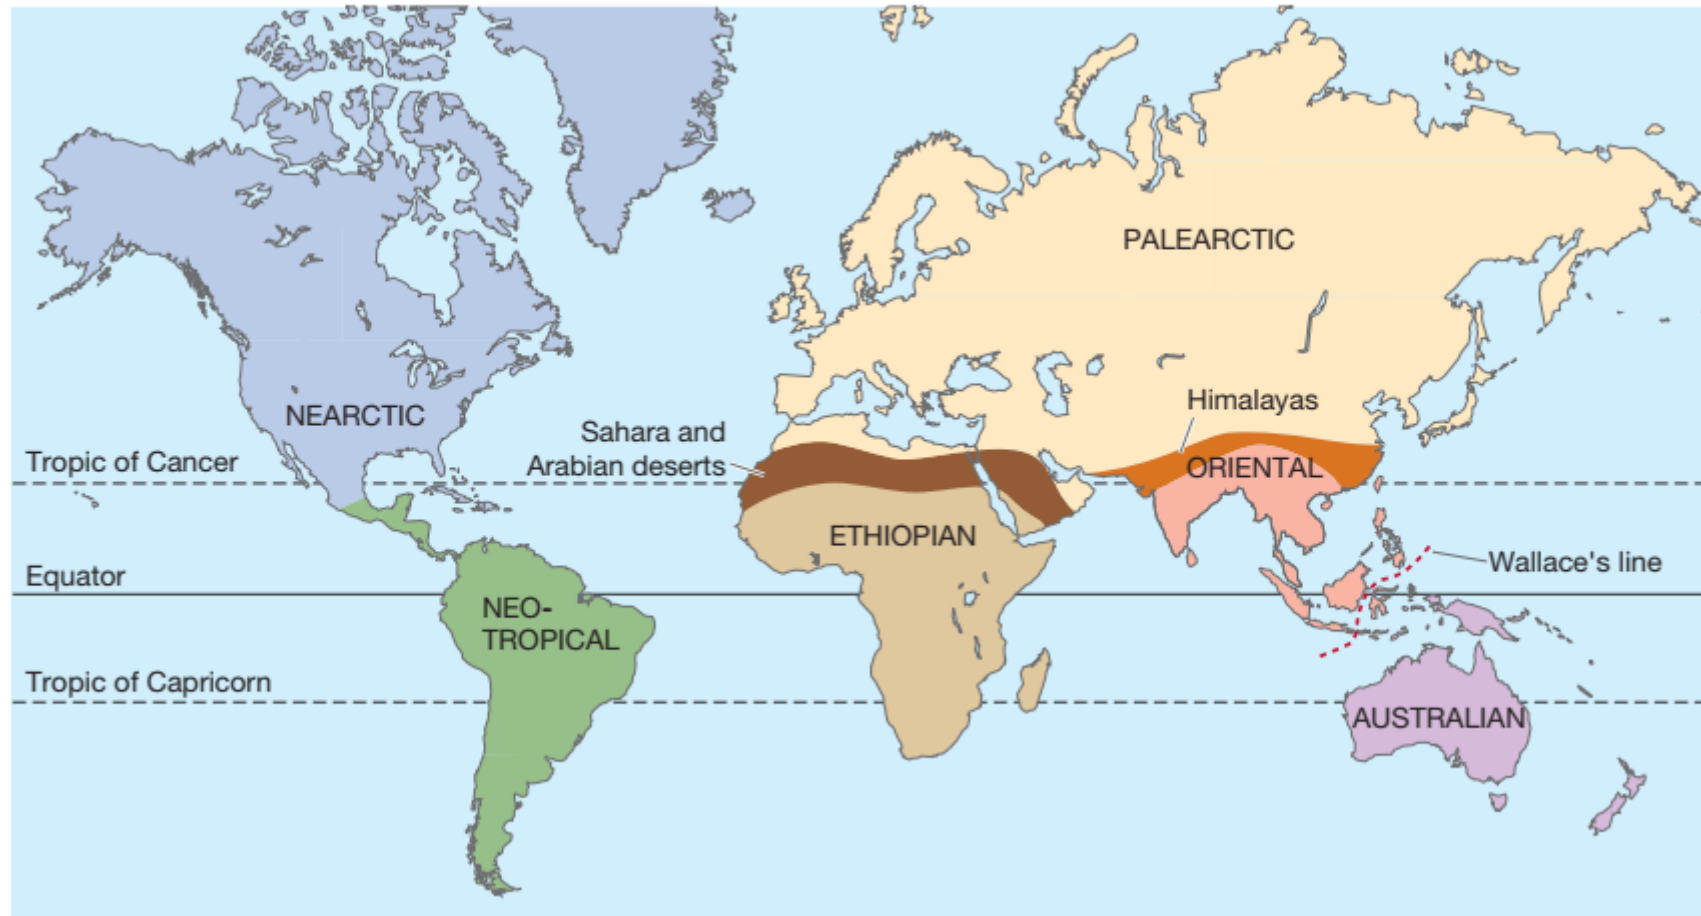 PALEARCTIC
Himalayas
NEARCTIC
Sahara and
Arabian deserts
Tropic of Cancer
ORIENTAL
ETHIOPIAN
Wallace's line
Equator
NEO-
TROPICAL
Tropic of Capricorn
AUSTRALIAN